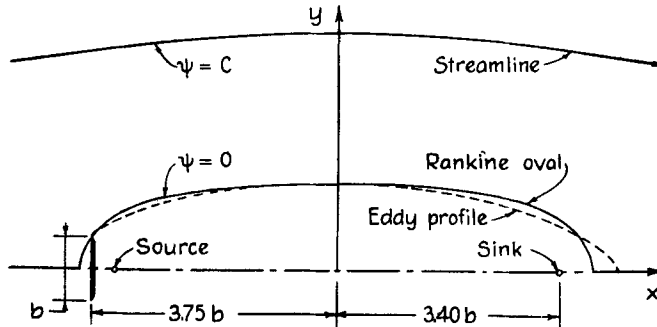 y
ψ = C
Streamline
ψ = 0
Rankine oval
Eddy profile
Source
Sink
x
b
3.75 b
3.40 b